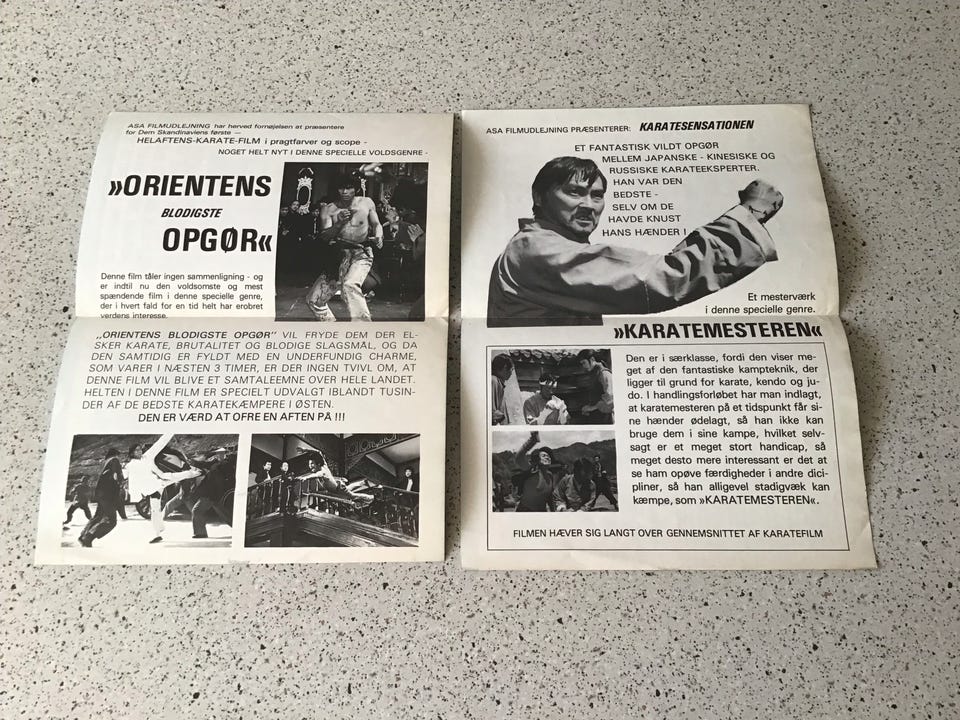 ASA FILMUDLEJNING har herved fornøjelsen at præsentere
for Dem Skandinaviens første —
HELAFTENS-KARATE-FILM i pragtfarver og scope -
NOGET HELT NYT I DENNE SPECIELLE VOLDSGENRE -
»ORIENTENS
BLODIGSTE
OPGØR«
Denne film tåler ingen sammenligning - og
er indtil nu den voldsomste og mest
spændende film i denne specielle genre,
der i hvert fald for en tid helt har erobret
verdens interesse.
„ORIENTENS BLODIGSTE OPGØR" VIL FRYDE DEM DER EL-
SKER KARATE, BRUTALITET OG BLODIGE SLAGSMÅL, OG DA
DEN SAMTIDIG ER FYLDT MED EN UNDERFUNDIG CHARME,
SOM VARER I NÆSTEN 3 TIMER, ER DER INGEN TVIVL OM, AT
DENNE FILM VIL BLIVE ET SAMTALEEMNE OVER HELE LANDET.
HELTEN I DENNE FILM ER SPECIELT UDVALGT IBLANDT TUSIN-
DER AF DE BEDSTE KARATEKÆMPERE I ØSTEN.
DEN ER VÆRD AT OFRE EN AFTEN PÅ !!!
ASA FILMUDLEJNING PRÆSENTERER: KARATESENSATIONEN
ET FANTASTISK VILDT OPGØR
MELLEM JAPANSKE - KINESISKE OG
RUSSISKE KARATEEKSPERTER.
HAN VAR DEN
BEDSTE -
SELV OM DE
HAVDE KNUST
HANS HÆNDER !
Et mesterværk
i denne specielle genre.
»KARATEMESTEREN«
Den er i særklasse, fordi den viser me-
get af den fantastiske kampteknik, der
ligger til grund for karate, kendo og ju-
do. I handlingsforløbet har man indlagt,
at karatemesteren på et tidspunkt får si-
ne hænder ødelagt, så han ikke kan
bruge dem i sine kampe, hvilket selv-
sagt er et meget stort handicap, så
meget desto mere interessant er det at
se ham opøve færdigheder i andre dici-
pliner, så han alligevel stadigvæk kan
kæmpe, som »KARATEMESTEREN«.
FILMEN HÆVER SIG LANGT OVER GENNEMSNITTET AF KARATEFILM